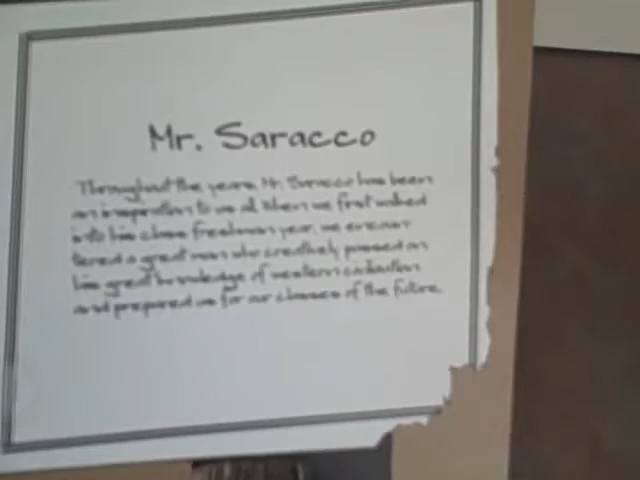 Mr. Saracco
Throughout the years, Mr. Saracco has been
an inspiration to us all. When we first walked
into his class freshman year, we encoun-
tered a great man who creatively passed on
his great knowledge of western civilization
and prepared us for our classes of the future.